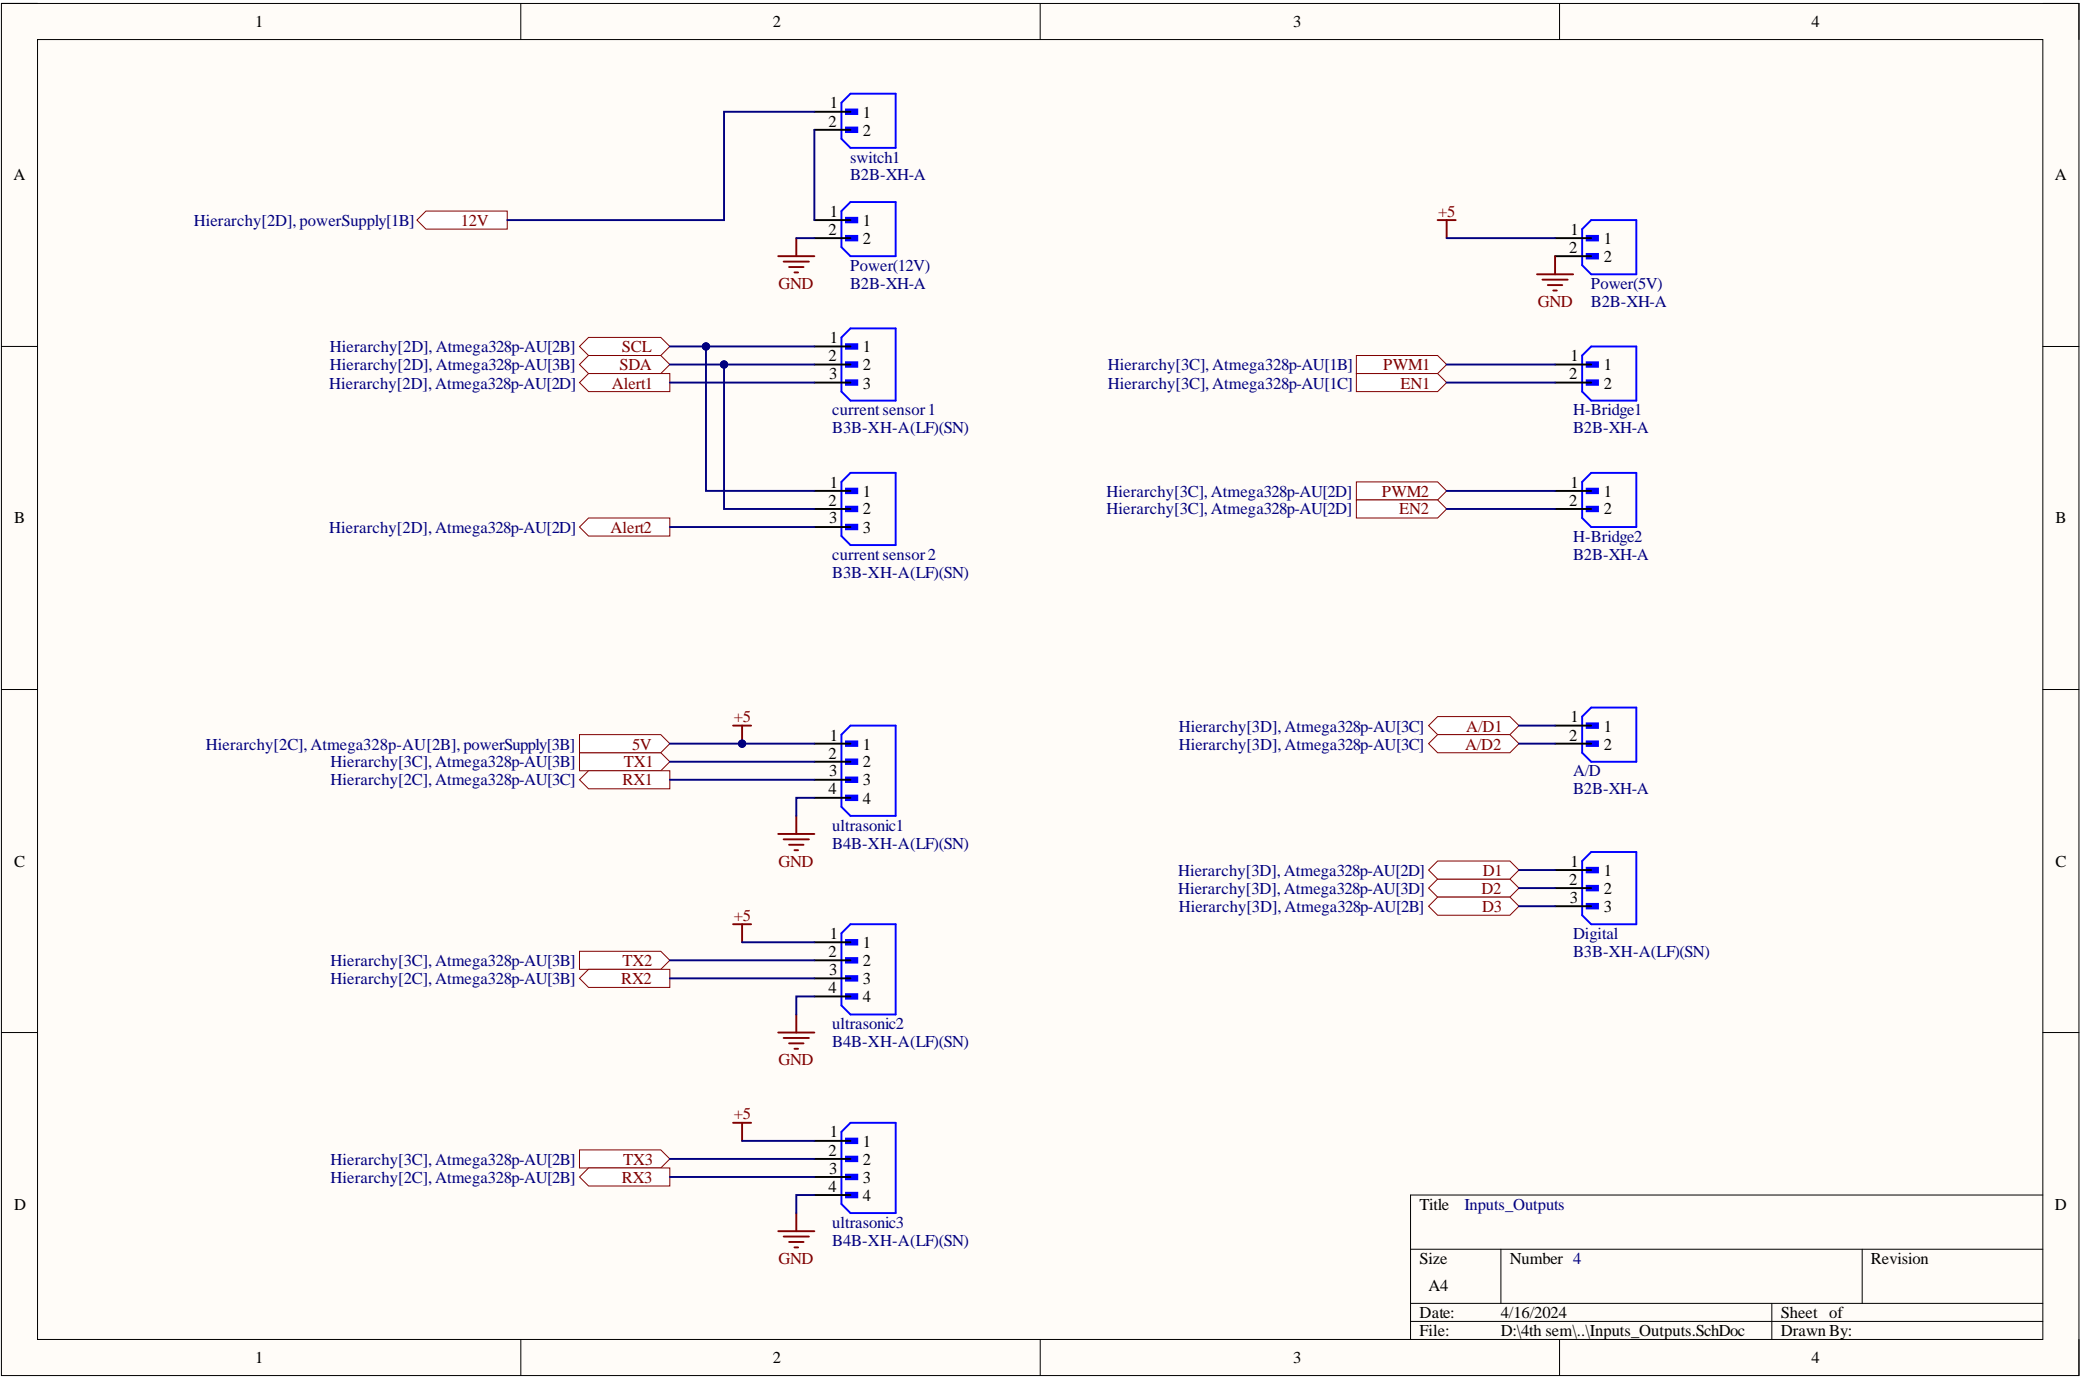 1 2 3 4
A A
1 1
2 2
switch1
B2B-XH-A
Hierarchy[2D], powerSupply[1B] 12V
1 1
2 2
GND
Power(12V)
B2B-XH-A
+5
1 1
2 2
GND
Power(5V)
B2B-XH-A
Hierarchy[2D], Atmega328p-AU[2B] SCL 1 1
Hierarchy[2D], Atmega328p-AU[3B] SDA 2 2
Hierarchy[2D], Atmega328p-AU[2D] Alert1 3 3
current sensor 1
B3B-XH-A(LF)(SN)
Hierarchy[3C], Atmega328p-AU[1B] PWM1 1 1
Hierarchy[3C], Atmega328p-AU[1C] EN1 2 2
H-Bridge1
B2B-XH-A
B B
1 1
2 2
Hierarchy[2D], Atmega328p-AU[2D] Alert2 3 3
current sensor 2
B3B-XH-A(LF)(SN)
Hierarchy[3C], Atmega328p-AU[2D] PWM2 1 1
Hierarchy[3C], Atmega328p-AU[2D] EN2 2 2
H-Bridge2
B2B-XH-A
+5
Hierarchy[2C], Atmega328p-AU[2B], powerSupply[3B] 5V 1 1
Hierarchy[3C], Atmega328p-AU[3B] TX1 2 2
Hierarchy[2C], Atmega328p-AU[3C] RX1 3 3
4 4
GND
ultrasonic1
B4B-XH-A(LF)(SN)
Hierarchy[3D], Atmega328p-AU[3C] A/D1 1 1
Hierarchy[3D], Atmega328p-AU[3C] A/D2 2 2
A/D
B2B-XH-A
C C
Hierarchy[3D], Atmega328p-AU[2D] D1 1 1
Hierarchy[3D], Atmega328p-AU[3D] D2 2 2
Hierarchy[3D], Atmega328p-AU[2B] D3 3 3
Digital
B3B-XH-A(LF)(SN)
+5
1 1
Hierarchy[3C], Atmega328p-AU[3B] TX2 2 2
Hierarchy[2C], Atmega328p-AU[3B] RX2 3 3
4 4
GND
ultrasonic2
B4B-XH-A(LF)(SN)
+5
1 1
Hierarchy[3C], Atmega328p-AU[2B] TX3 2 2
Hierarchy[2C], Atmega328p-AU[2B] RX3 3 3
4 4
GND
ultrasonic3
B4B-XH-A(LF)(SN)
D D
Title Inputs_Outputs
Size Number 4 Revision
A4
Date: 4/16/2024 Sheet of
File: D:\4th sem\..\Inputs_Outputs.SchDoc Drawn By:
1 2 3 4